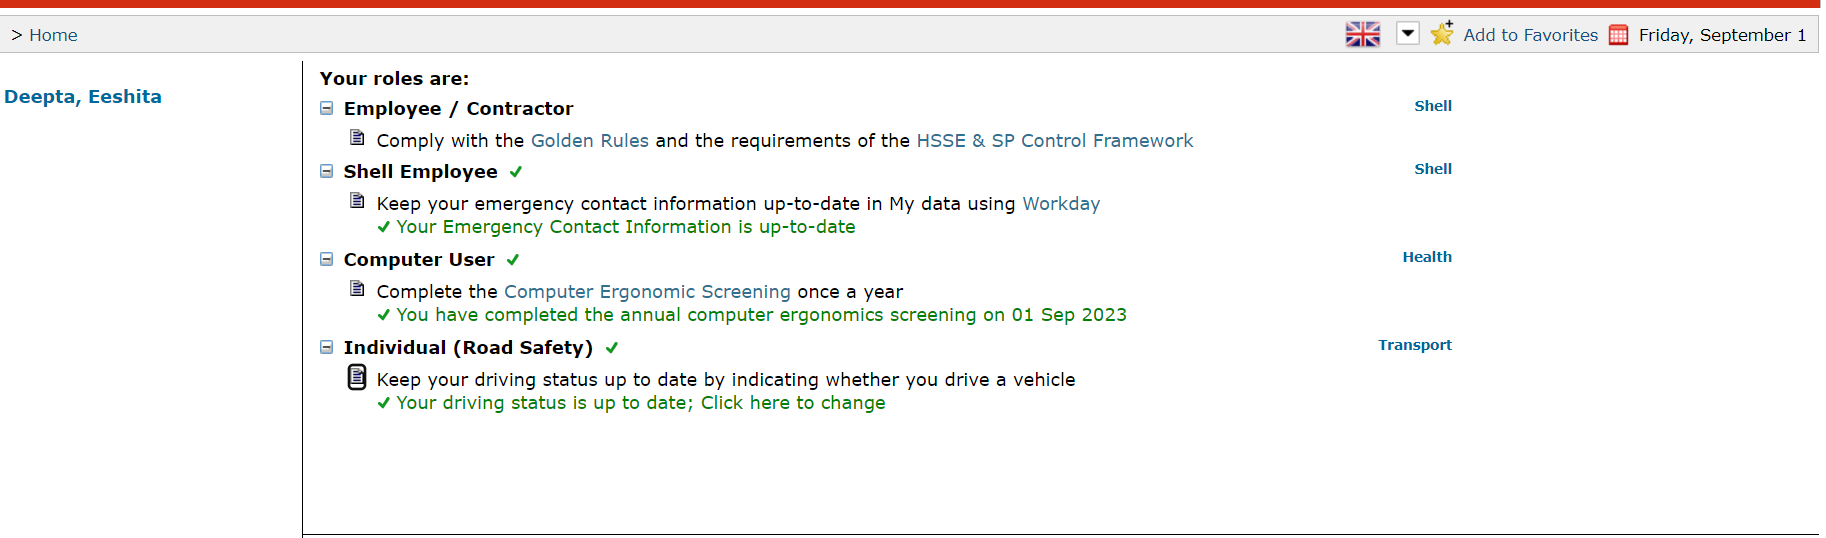 > Home
Add to Favorites Friday, September 1
Deepta, Eeshita
Your roles are:
Employee / Contractor Shell
Comply with the Golden Rules and the requirements of the HSSE & SP Control Framework
Shell Employee Shell
Keep your emergency contact information up-to-date in My data using Workday
Your Emergency Contact Information is up-to-date
Computer User Health
Complete the Computer Ergonomic Screening once a year
You have completed the annual computer ergonomics screening on 01 Sep 2023
Individual (Road Safety) Transport
Keep your driving status up to date by indicating whether you drive a vehicle
Your driving status is up to date; Click here to change